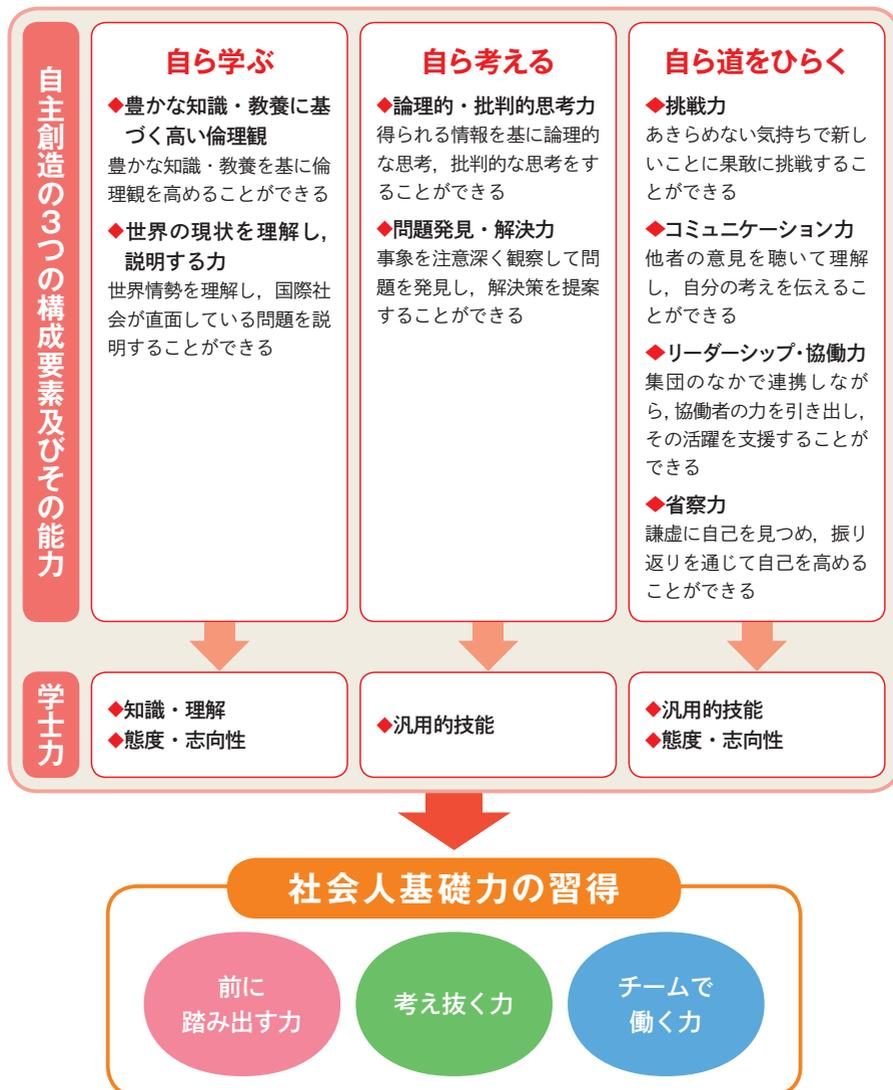 自主創造の3つの構成要素及びその能力
自ら学ぶ
◆豊かな知識・教養に基
づく高い倫理観
豊かな知識・教養を基に倫
理観を高めることができる
◆世界の現状を理解し,
説明する力
世界情勢を理解し,国際社
会が直面している問題を説
明することができる
自ら考える
◆論理的・批判的思考力
得られる情報を基に論理的
な思考,批判的な思考をす
ることができる
◆問題発見・解決力
事象を注意深く観察して問
題を発見し,解決策を提案
することができる
自ら道をひらく
◆挑戦力
あきらめない気持ちで新し
いことに果敢に挑戦するこ
とができる
◆コミュニケーション力
他者の意見を聴いて理解
し,自分の考えを伝えるこ
とができる
◆リーダーシップ・協働力
集団のなかで連携しなが
ら,協働者の力を引き出し,
その活躍を支援することが
できる
◆省察力
謙虚に自己を見つめ,振り
返りを通じて自己を高める
ことができる
学士力
◆知識・理解
◆態度・志向性
◆汎用的技能
◆汎用的技能
◆態度・志向性
社会人基礎力の習得
前に
踏み出す力
考え抜く力
チームで
働く力